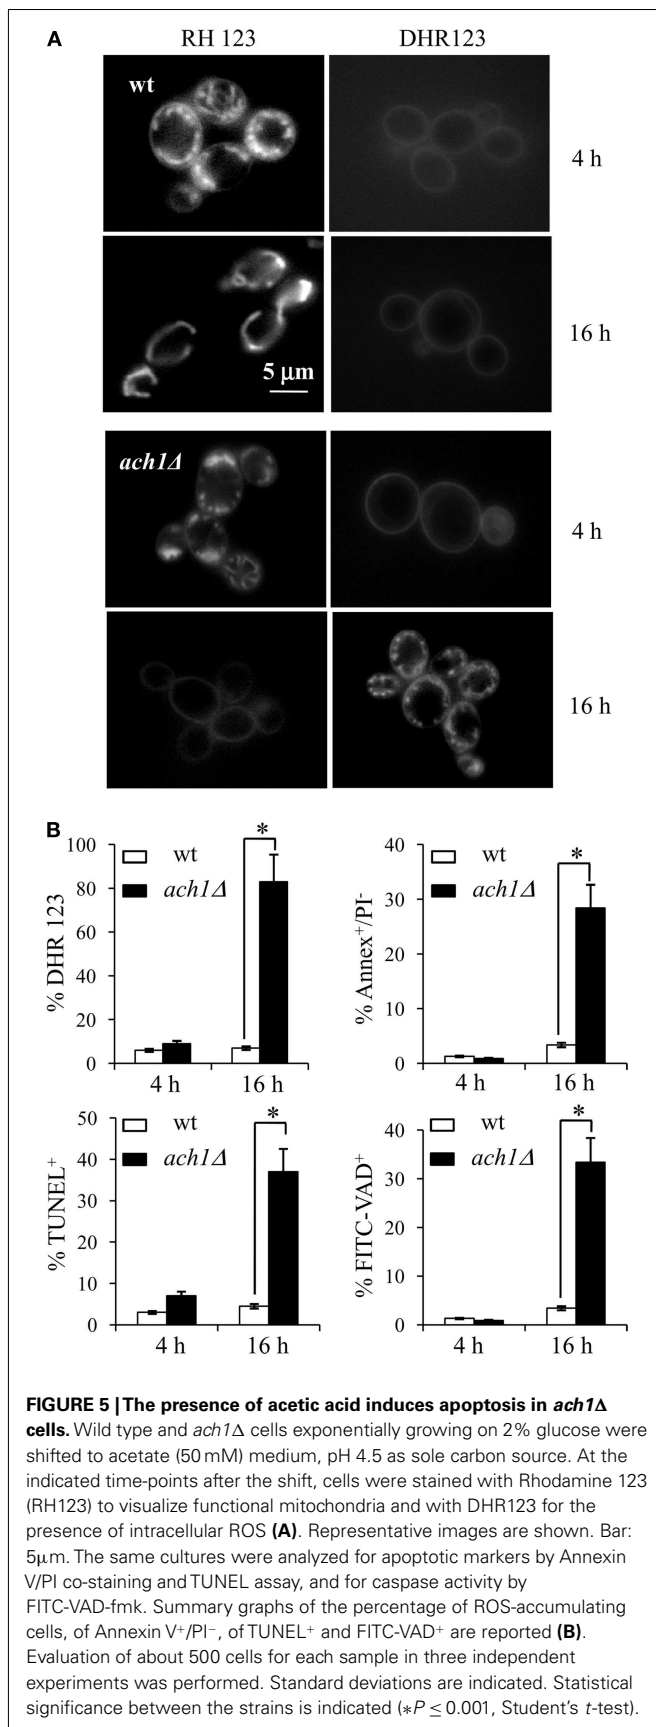 A
RH 123
DHR123
wt
4 h
16 h
5 μm
ach1Δ
4 h
16 h
B
% DHR 123
100
80
60
40
20
0
wt
ach1Δ
*
4 h
16 h
% Annex⁺/PI⁻
40
30
20
10
0
wt
ach1Δ
*
4 h
16 h
% TUNEL⁺
50
40
30
20
10
0
wt
ach1Δ
*
4 h
16 h
% FITC-VAD⁺
40
30
20
10
0
wt
ach1Δ
*
4 h
16 h
FIGURE 5 | The presence of acetic acid induces apoptosis in ach1Δ
cells. Wild type and ach1Δ cells exponentially growing on 2% glucose were
shifted to acetate (50 mM) medium, pH 4.5 as sole carbon source. At the
indicated time-points after the shift, cells were stained with Rhodamine 123
(RH123) to visualize functional mitochondria and with DHR123 for the
presence of intracellular ROS (A). Representative images are shown. Bar:
5μm. The same cultures were analyzed for apoptotic markers by Annexin
V/PI co-staining and TUNEL assay, and for caspase activity by
FITC-VAD-fmk. Summary graphs of the percentage of ROS-accumulating
cells, of Annexin V⁺/PI⁻, of TUNEL⁺ and FITC-VAD⁺ are reported (B).
Evaluation of about 500 cells for each sample in three independent
experiments was performed. Standard deviations are indicated. Statistical
significance between the strains is indicated (*P ≤ 0.001, Student's t-test).